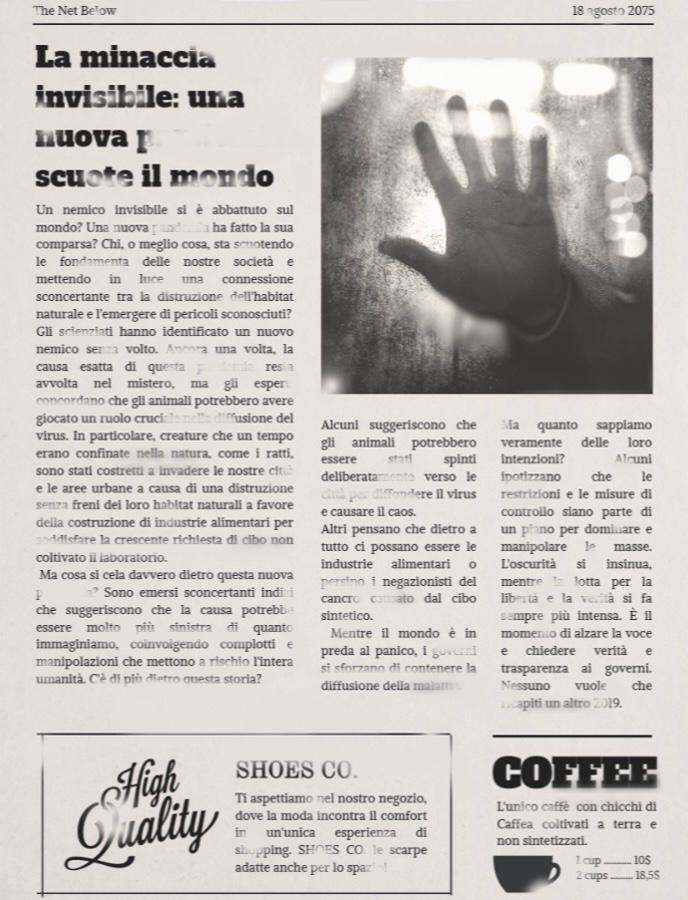 The Net Below
18 agosto 2075
La minaccia
invisibile: una
nuova
scuote il mondo
Un nemico invisibile si è abbattuto sul
mondo? Una nuova ha fatto la sua
comparsa? Chi, o meglio cosa, sta scuotendo
le fondamenta delle nostre società e
mettendo in luce una connessione
sconcertante tra la distruzione dell'habitat
naturale e l'emergere di pericoli sconosciuti?
Gli scienziati hanno identificato un nuovo
nemico senza volto. Ancora una volta, la
causa esatta di questa pandemia resta
avvolta nel mistero, ma gli esperti
concordano che gli animali potrebbero avere
giocato un ruolo cruciale nella diffusione del
virus. In particolare, creature che un tempo
erano confinate nella natura, come i ratti,
sono stati costretti a invadere le nostre città
e le aree urbane a causa di una distruzione
senza freni dei loro habitat naturali a favore
della costruzione di industrie alimentari per
soddisfare la crescente richiesta di cibo non
coltivato il laboratorio.
Ma cosa si cela davvero dietro questa nuova
? Sono emersi sconcertanti indizi
che suggeriscono che la causa potrebbe
essere molto più sinistra di quanto
immaginiamo, coinvolgendo complotti e
manipolazioni che mettono a rischio l'intera
umanità. C'è di più dietro questa storia?
Alcuni suggeriscono che
gli animali potrebbero
essere stati spinti
deliberatamente verso le
città per diffondere il virus
e causare il caos.
Altri pensano che dietro a
tutto ci possano essere le
industrie alimentari o
persino i negazionisti del
cancro causato dal cibo
sintetico.
Mentre il mondo è in
preda al panico, i governi
si sforzano di contenere la
diffusione della malattia.
Ma quanto sappiamo
veramente delle loro
intenzioni? Alcuni
ipotizzano che le
restrizioni e le misure di
controllo siano parte di
un piano per dominare e
manipolare le masse.
L'oscurità si insinua,
mentre la lotta per la
libertà e la verità si fa
sempre più intensa. È il
momento di alzare la voce
e chiedere verità e
trasparenza ai governi.
Nessuno vuole che
ricapiti un altro 2019.
High
Quality
SHOES CO.
Ti aspettiamo nel nostro negozio,
dove la moda incontra il comfort
in un'unica esperienza di
shopping. SHOES CO. le scarpe
adatte anche per lo spazio!
COFFEE
L'unico caffè con chicchi di
Caffea coltivati a terra e
non sintetizzati.
1 cup ........ 10$
2 cups ....... 18,5$